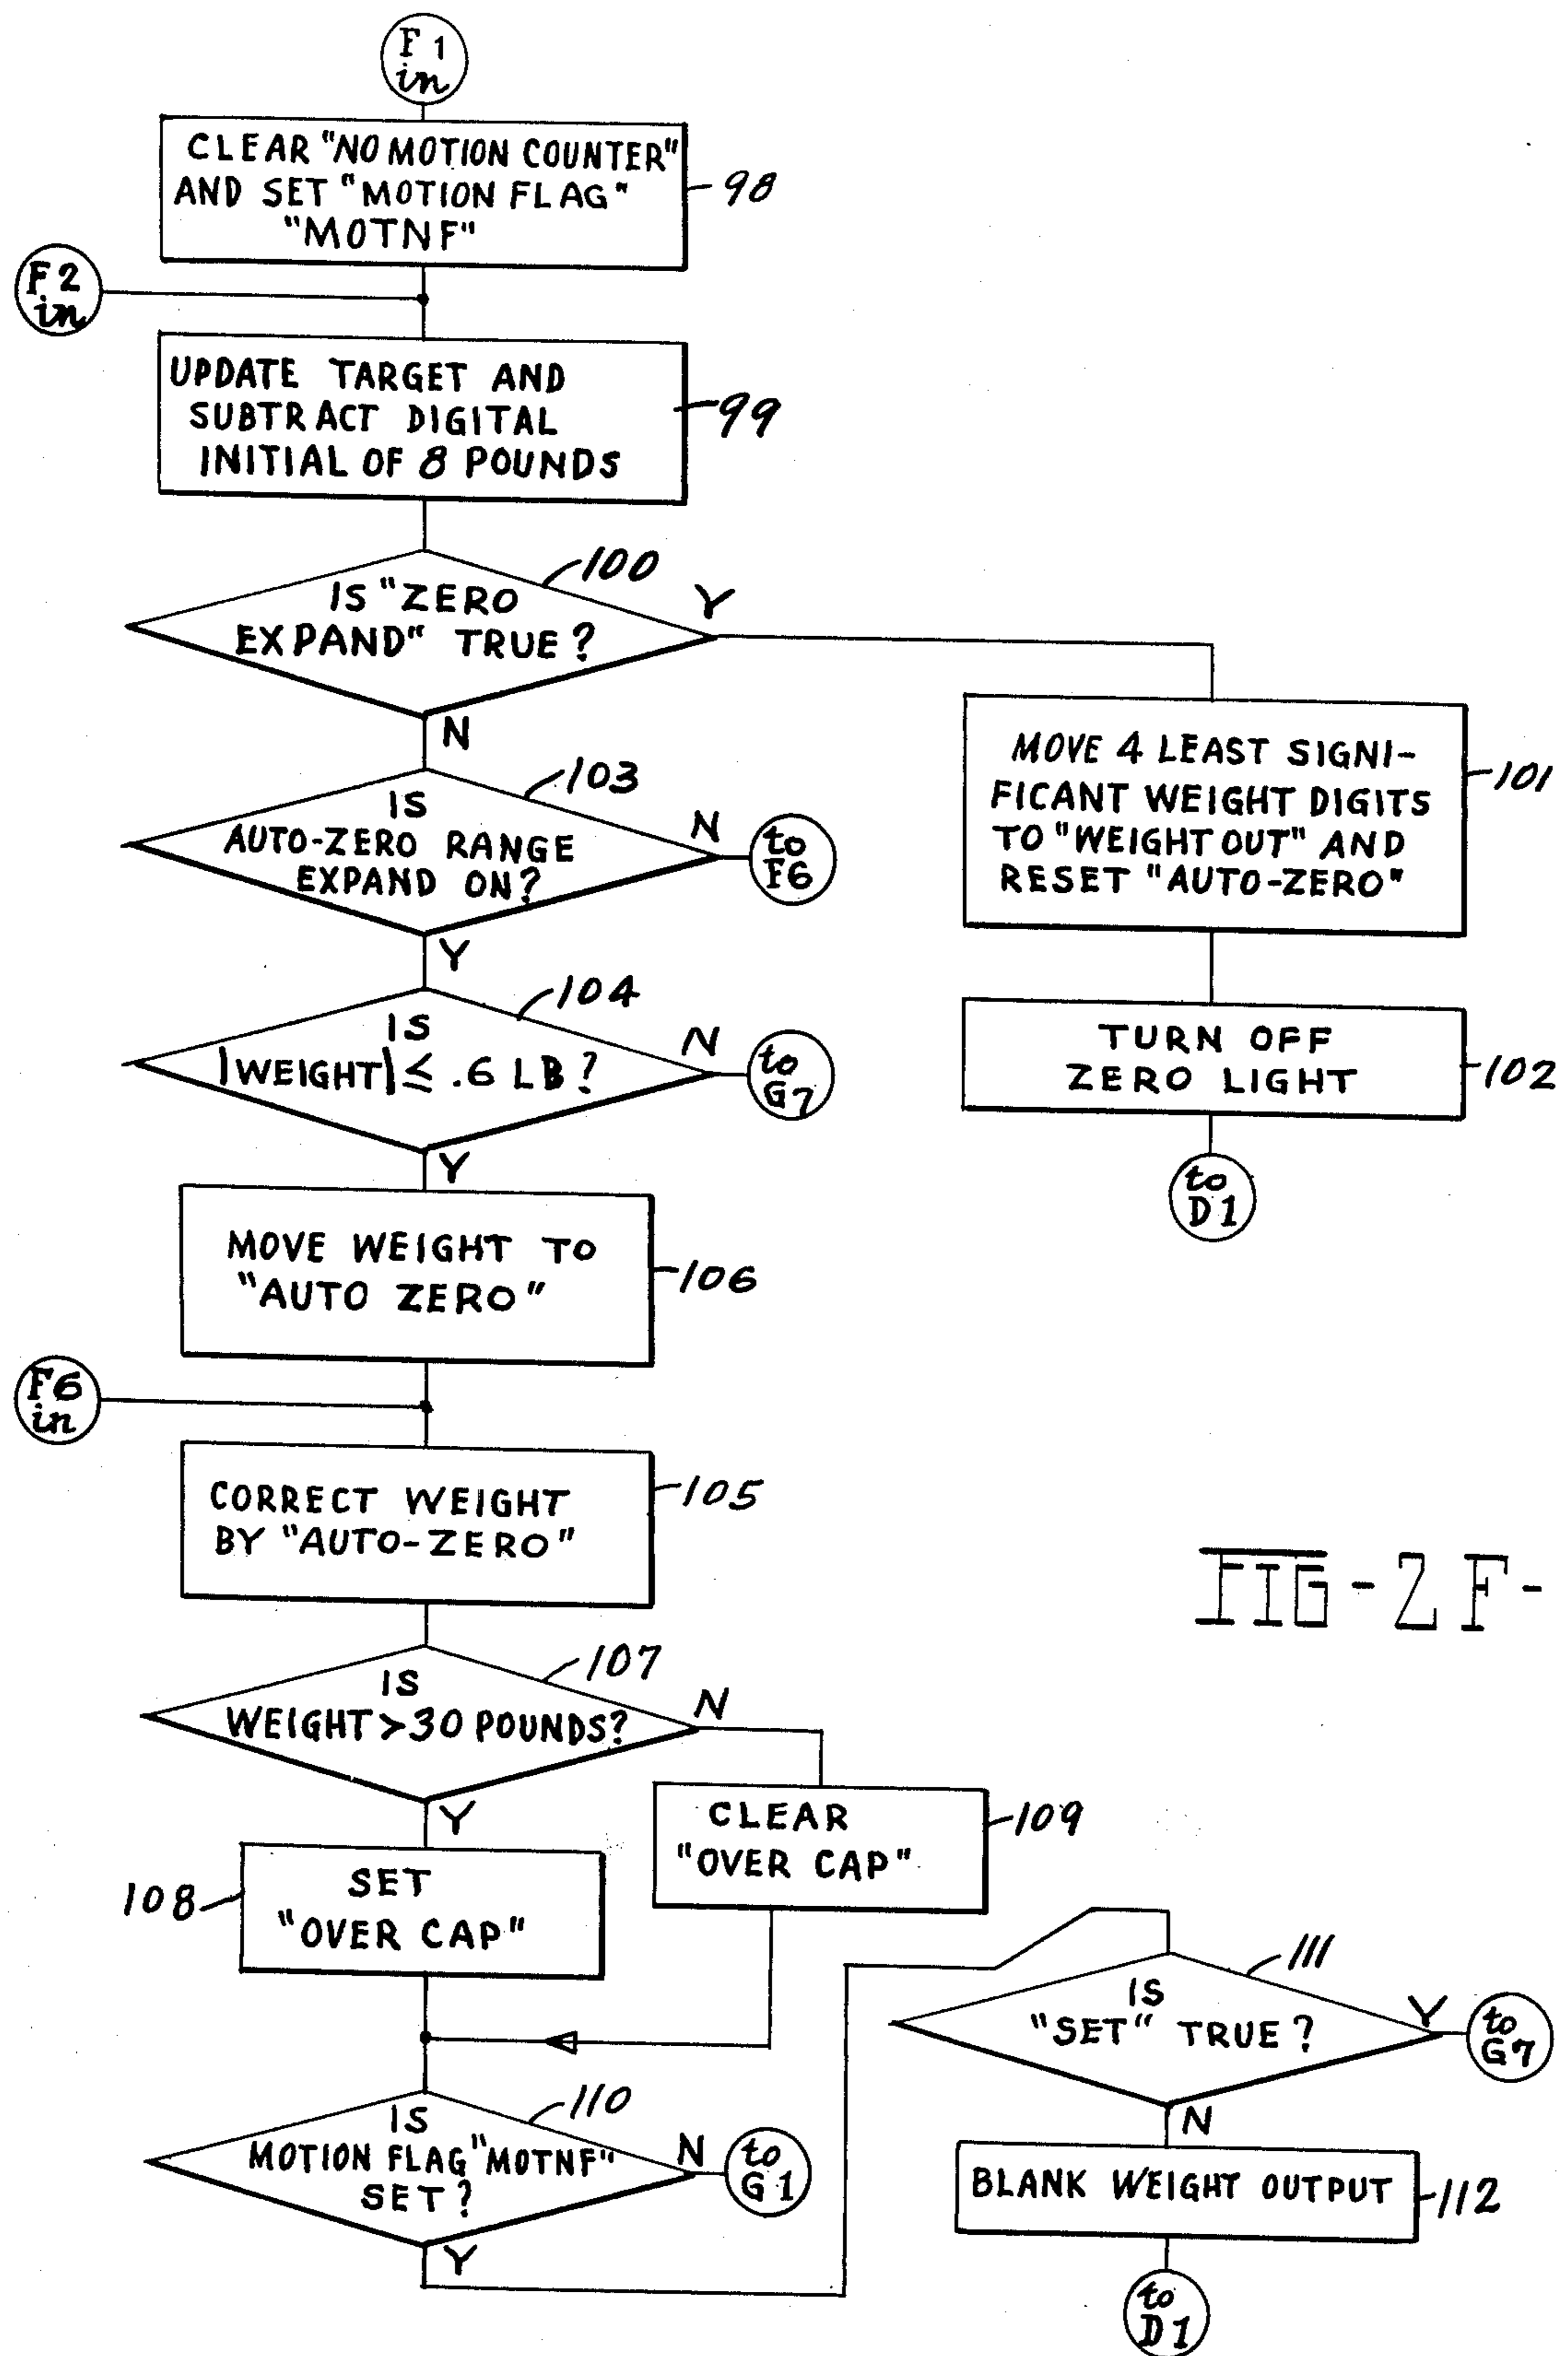 F1
in
CLEAR "NO MOTION COUNTER"
AND SET "MOTION FLAG"
"MOTNF"
98
F2
in
UPDATE TARGET AND
SUBTRACT DIGITAL
INITIAL OF 8 POUNDS
99
100
IS "ZERO
EXPAND" TRUE?
Y
N
MOVE 4 LEAST SIGNI-
FICANT WEIGHT DIGITS
TO "WEIGHT OUT" AND
RESET "AUTO-ZERO"
101
103
IS
AUTO-ZERO RANGE
EXPAND ON?
N
to
F6
Y
TURN OFF
ZERO LIGHT
102
to
D1
104
IS
|WEIGHT| ≤ .6 LB?
N
to
G7
Y
MOVE WEIGHT TO
"AUTO ZERO"
106
F6
in
CORRECT WEIGHT
BY "AUTO-ZERO"
105
FIG-2F-
107
IS
WEIGHT > 30 POUNDS?
N
Y
CLEAR
"OVER CAP"
109
SET
"OVER CAP"
108
110
IS
MOTION FLAG "MOTNF"
SET?
N
to
G1
Y
111
IS
"SET" TRUE?
Y
to
G7
N
BLANK WEIGHT OUTPUT
112
to
D1